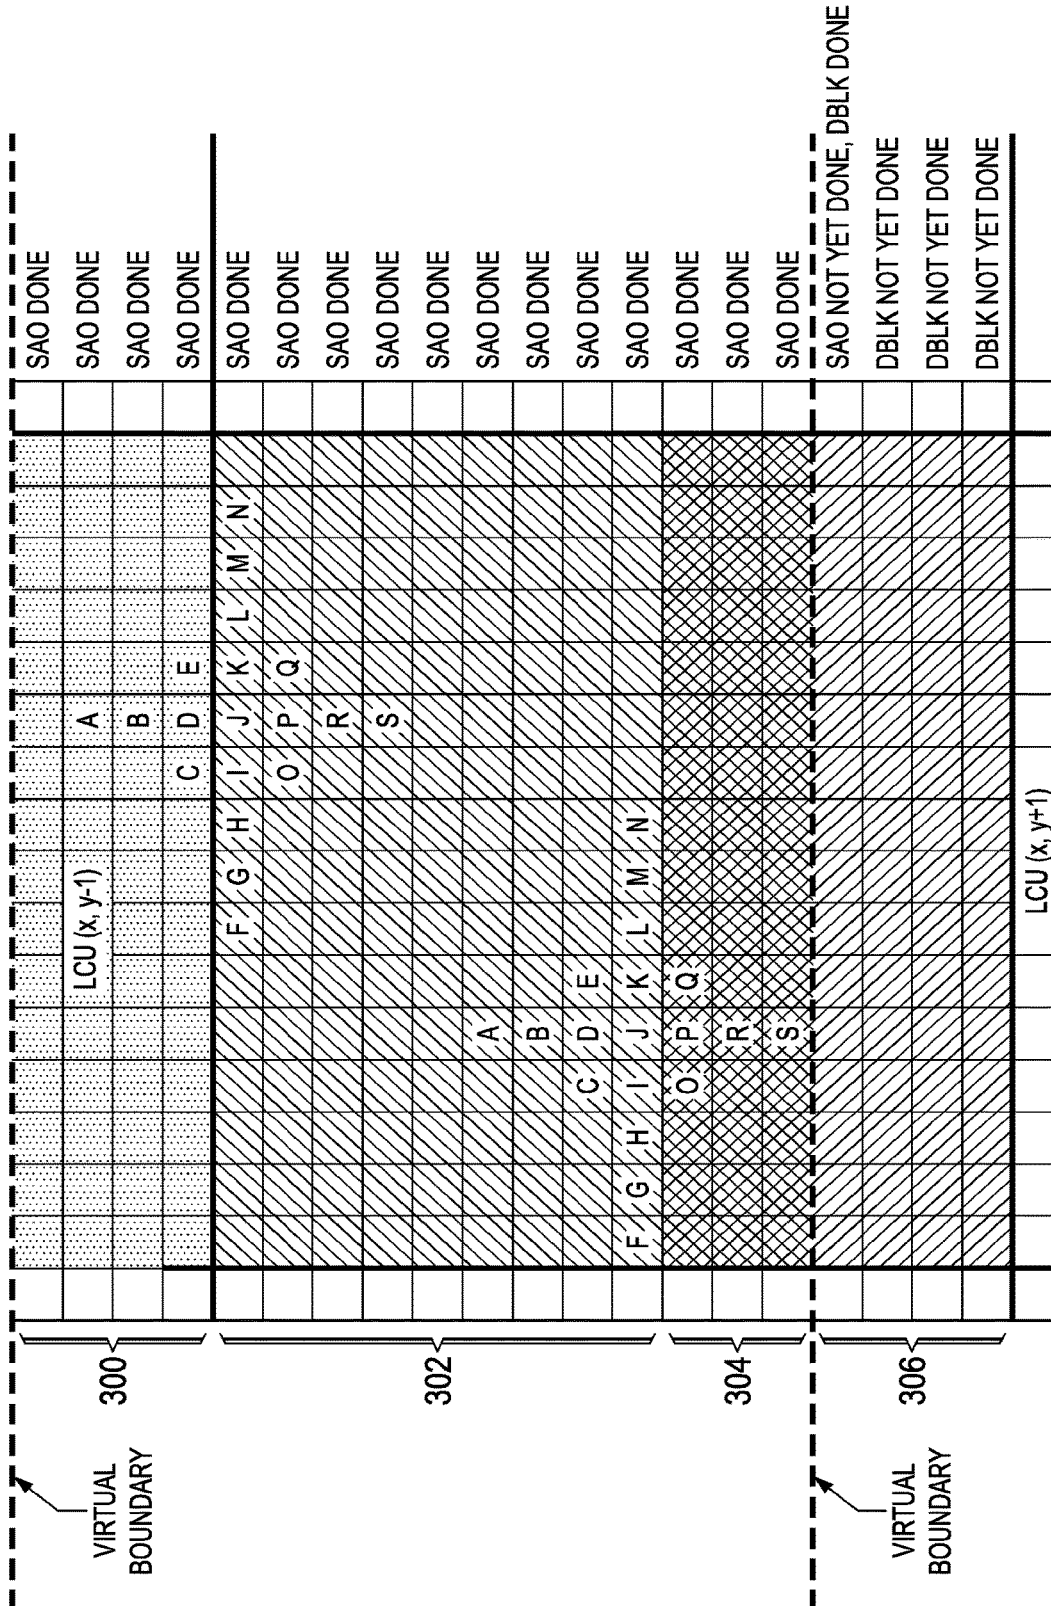 SAO DONE
LCU (x, y-1) A SAO DONE
300
VIRTUAL
BOUNDARY
B SAO DONE
C D E SAO DONE
F G H I J K L M N SAO DONE
O P Q SAO DONE
R SAO DONE
S SAO DONE
302
SAO DONE
A SAO DONE
B SAO DONE
C D E SAO DONE
F G H I J K L M N SAO DONE
O P Q SAO DONE
304
R SAO DONE
S SAO DONE
SAO NOT YET DONE, DBLK DONE
DBLK NOT YET DONE
306
VIRTUAL
BOUNDARY
DBLK NOT YET DONE
DBLK NOT YET DONE
LCU (x, y+1)